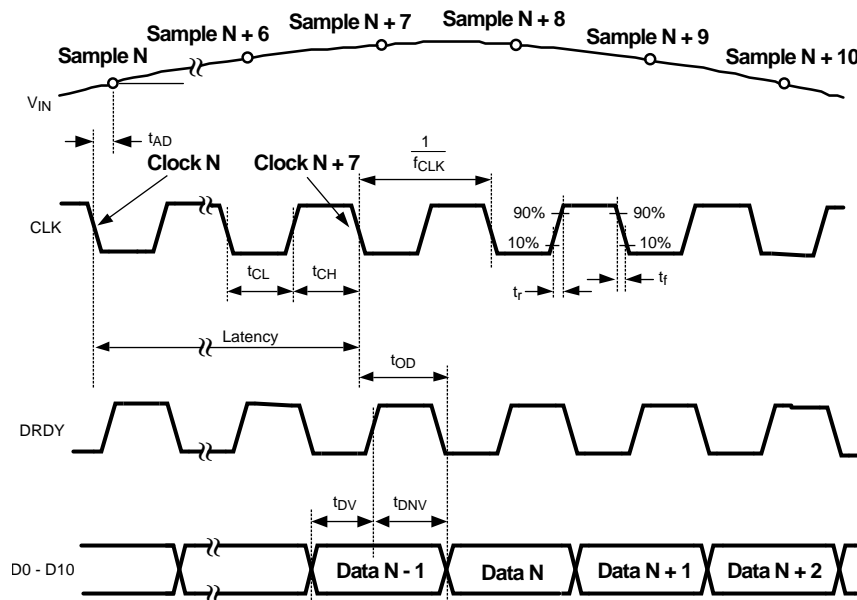 Sample N
Sample N + 6
Sample N + 7
Sample N + 8
Sample N + 9
Sample N + 10
VIN
tAD
Clock N
Clock N + 7
1
fCLK
CLK
90%
10%
90%
10%
tCL
tCH
tr
tf
Latency
tOD
DRDY
tDV
tDNV
D0 - D10
Data N - 1
Data N
Data N + 1
Data N + 2